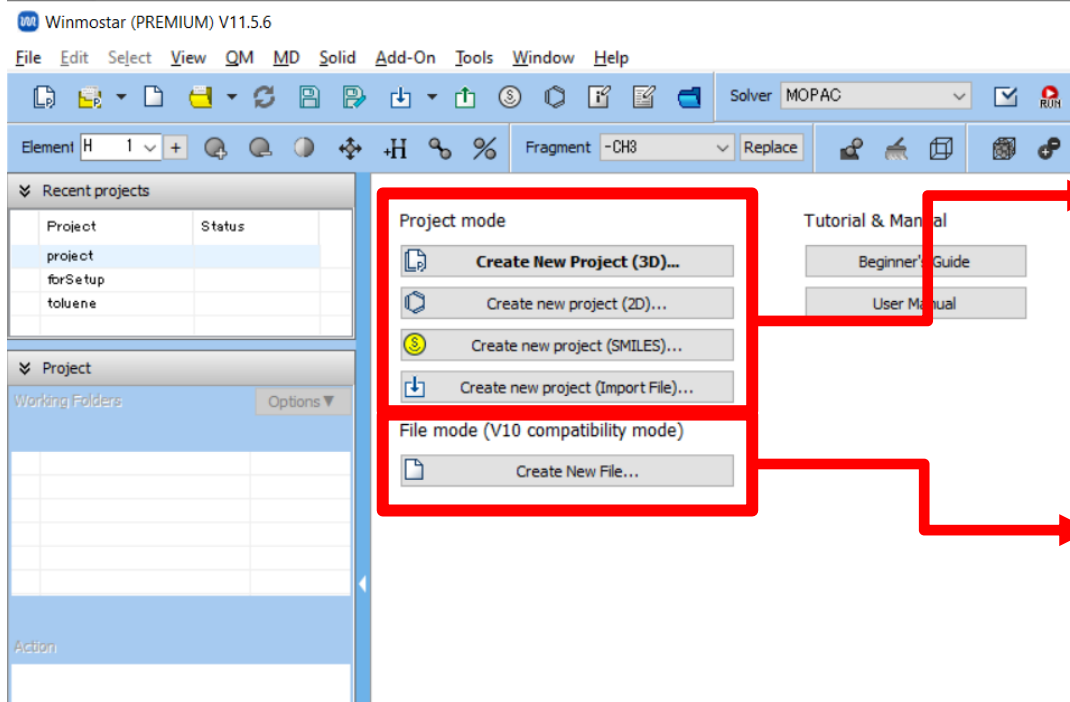 Winmostar (PREMIUM) V11.5.6
File Edit Select View QM MD Solid Add-On Tools Window Help
Solver MOPAC RUN
Element H 1 + +H Fragment -CH3 Replace
Recent projects
Project Status
project
forSetup
toluene
Project
Working Folders Options▼
Action
Project mode
Create New Project (3D)...
Create new project (2D)...
Create new project (SMILES)...
Create new project (Import File)...
File mode (V10 compatibility mode)
Create New File...
Tutorial & Manual
Beginner's Guide
User Manual